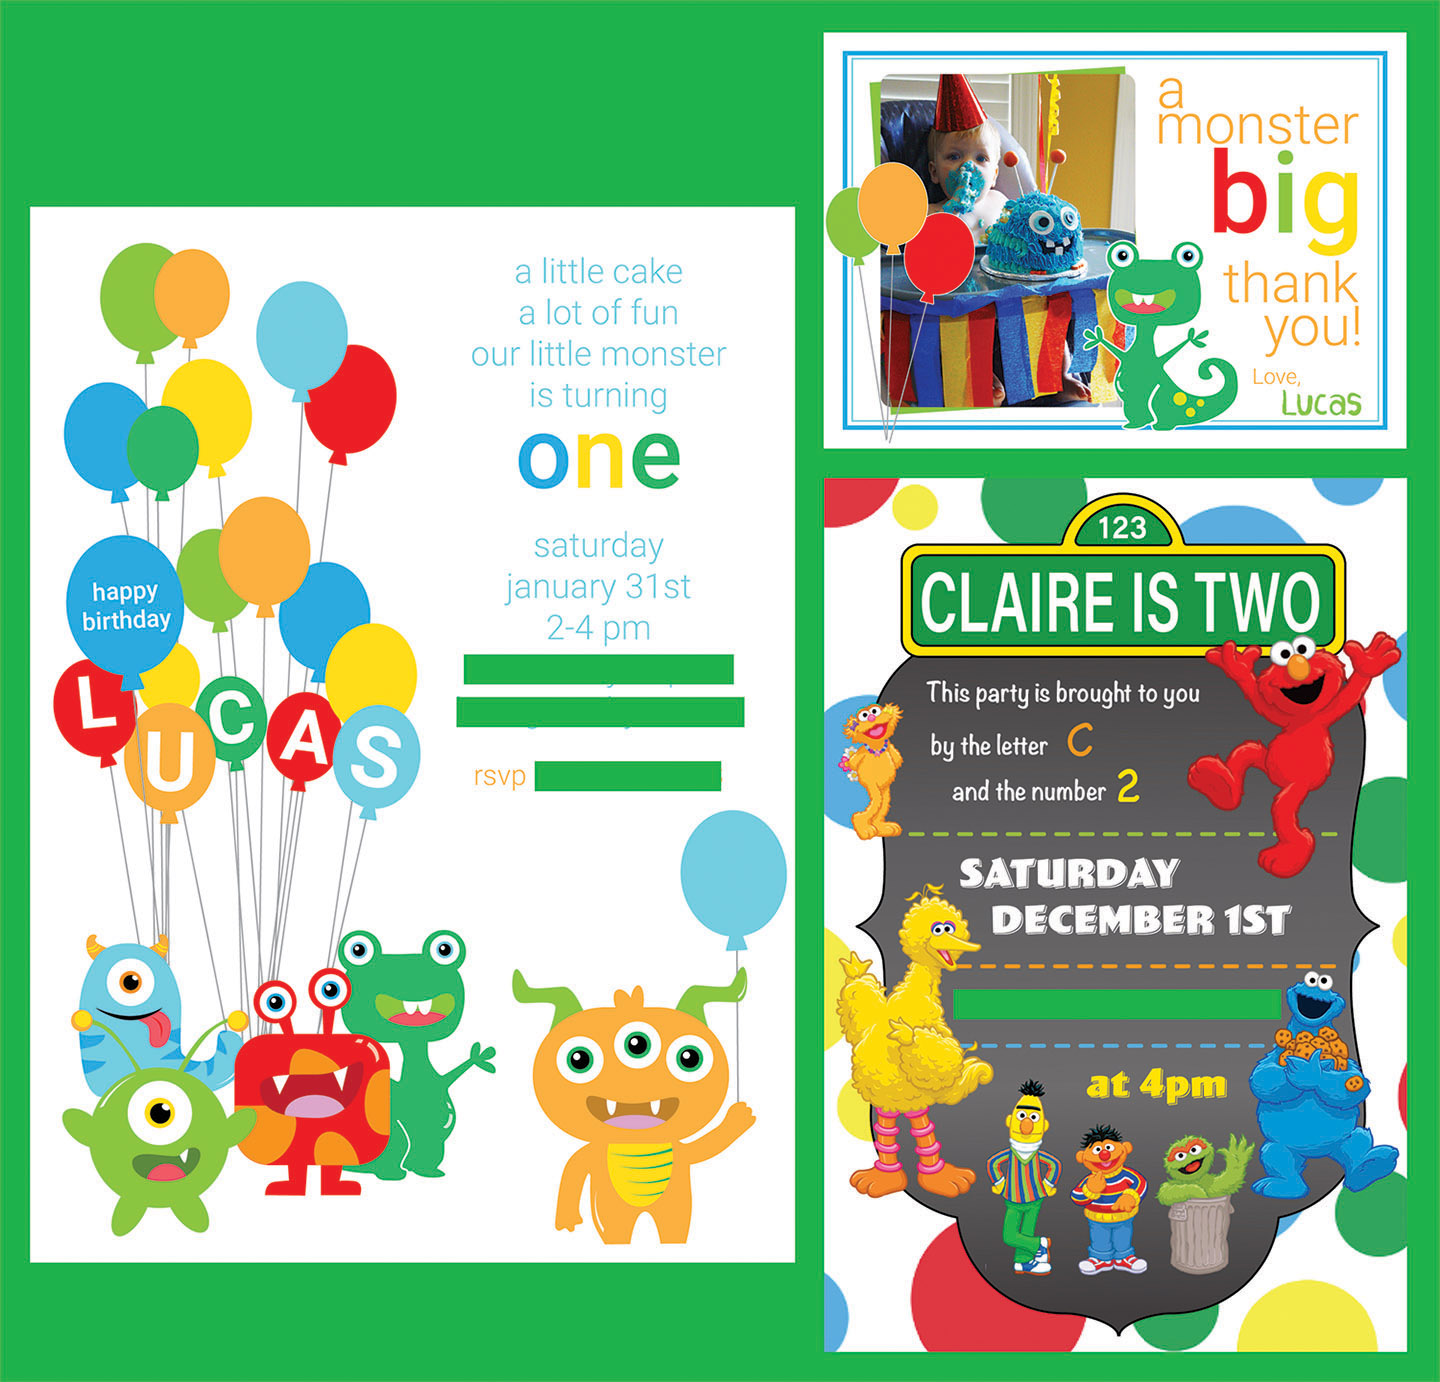 a little cake
a lot of fun
our little monster
is turning
one
saturday
january 31st
2-4 pm
rsvp
happy
birthday
LUCAS
a
monster
big
thank
you!
Love,
Lucas
123
CLAIRE IS TWO
This party is brought to you
by the letter C
and the number 2
SATURDAY
DECEMBER 1ST
at 4pm